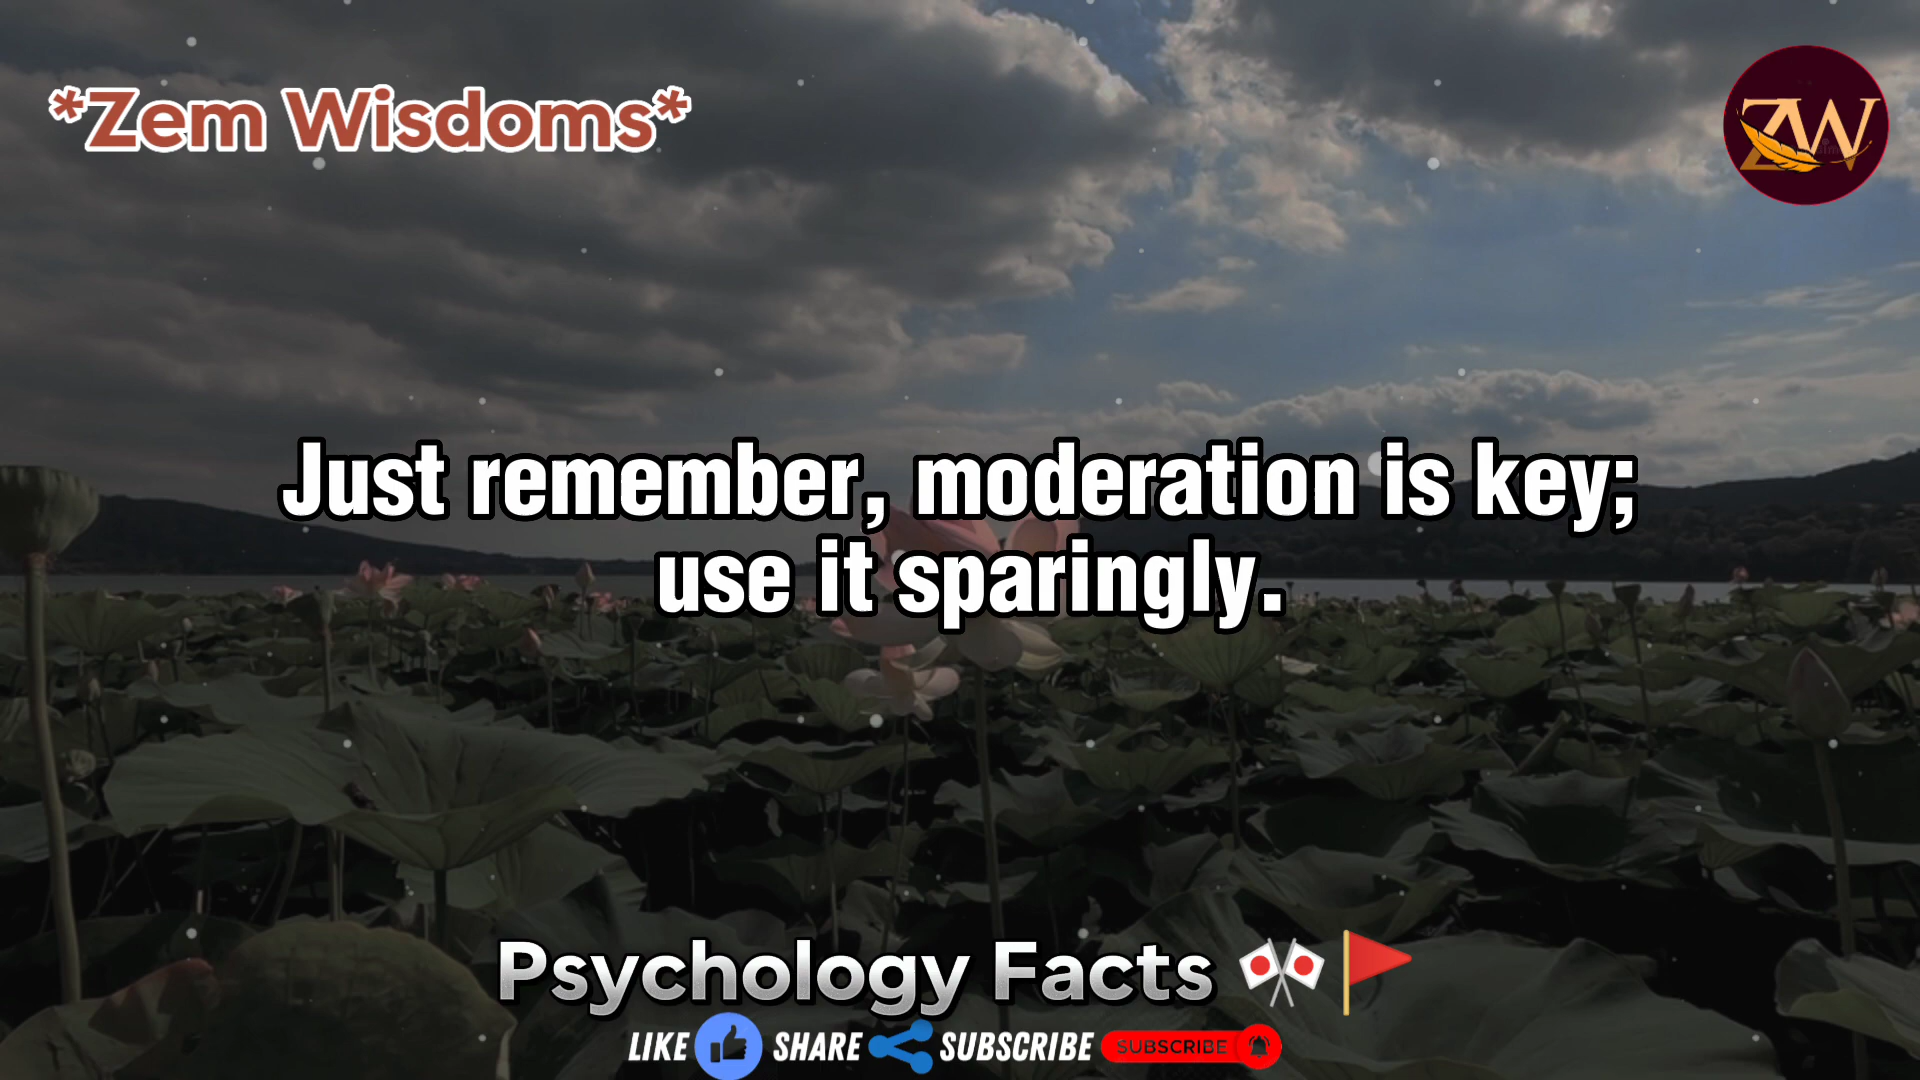 *Zem Wisdoms*
ZW
Just remember, moderation is key;
use it sparingly.
Psychology Facts 🎌🚩
LIKE SHARE SUBSCRIBE SUBSCRIBE